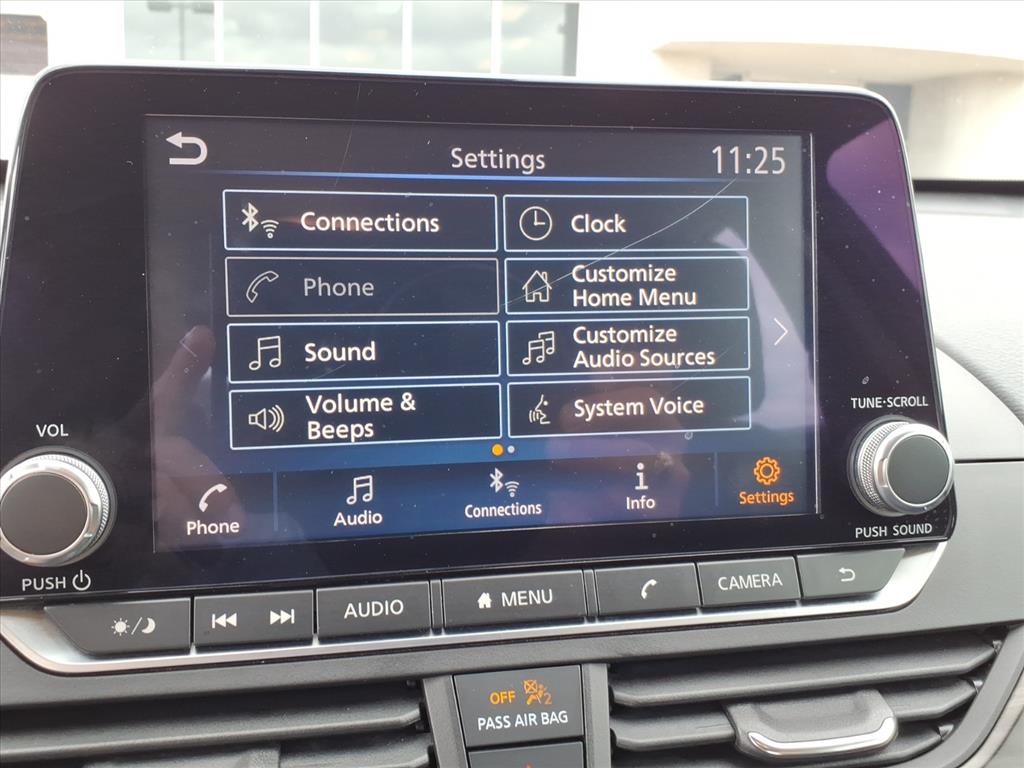 Settings
11:25
Connections
Clock
Phone
Customize
Home Menu
Sound
Customize
Audio Sources
Volume &
Beeps
System Voice
Phone
Audio
Connections
Info
Settings
VOL
PUSH
TUNE·SCROLL
PUSH SOUND
AUDIO
MENU
CAMERA
OFF 2
PASS AIR BAG